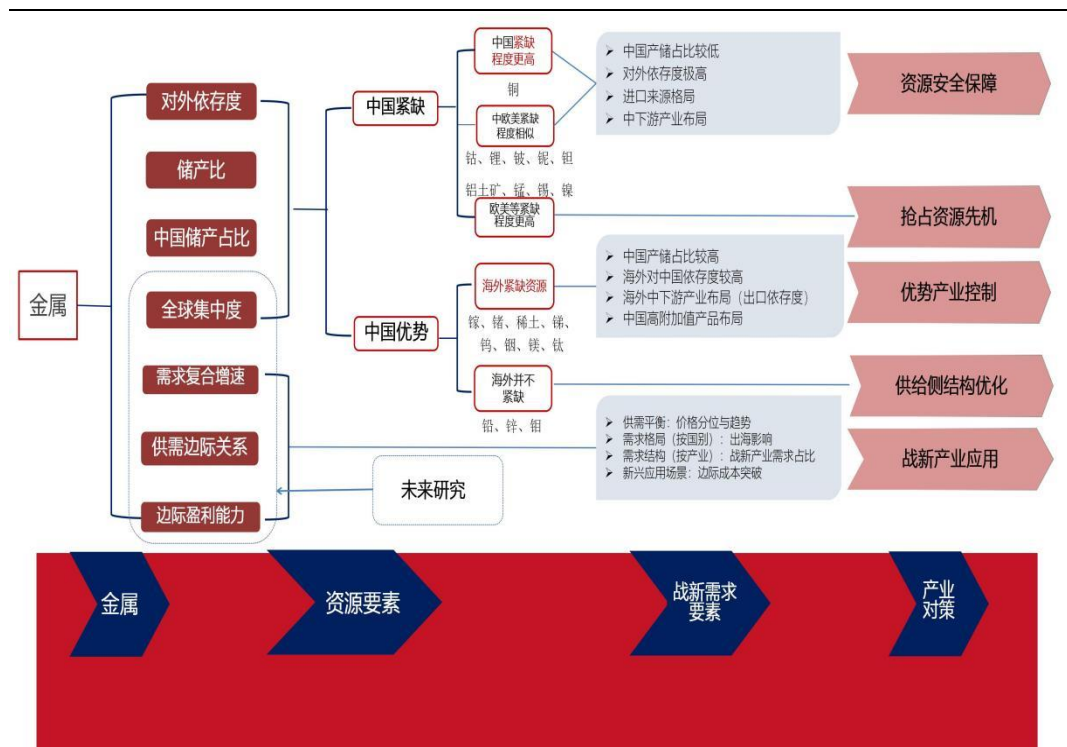 金属
对外依存度
储产比
中国储产占比
全球集中度
需求复合增速
供需边际关系
边际盈利能力
未来研究
中国紧缺
中国优势
中国紧缺
程度更高
铜
中欧美紧缺
程度相似
钴、锂、铍、铌、钽
铝土矿、锰、锡、镍
欧美等紧缺
程度更高
海外紧缺资源
镓、锗、稀土、锑、
钨、铟、镁、钛
海外并不
紧缺
铅、锌、钼
➢ 中国产储占比较低
➢ 对外依存度极高
➢ 进口来源格局
➢ 中下游产业布局
➢ 中国产储占比较高
➢ 海外对中国依存度较高
➢ 海外中下游产业布局（出口依存度）
➢ 中国高附加值产品布局
➢ 供需平衡：价格分位与趋势
➢ 需求格局（按国别）：出海影响
➢ 需求结构（按产业）：战新产业需求占比
➢ 新兴应用场景：边际成本突破
资源安全保障
抢占资源先机
优势产业控制
供给侧结构优化
战新产业应用
金属
资源要素
战新需求
要素
产业
对策